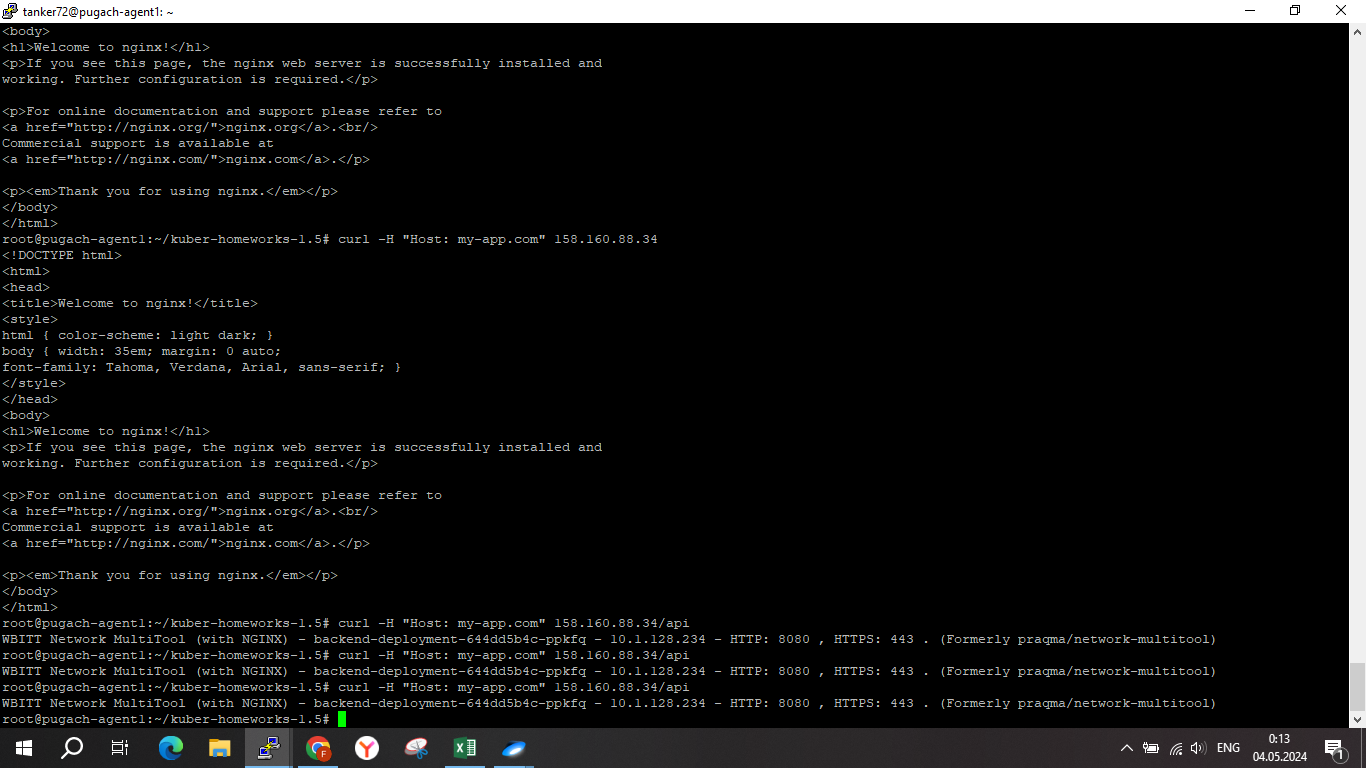 tanker72@pugach-agent1: ~
<body>
<h1>Welcome to nginx!</h1>
<p>If you see this page, the nginx web server is successfully installed and
working. Further configuration is required.</p>
<p>For online documentation and support please refer to
<a href="http://nginx.org/">nginx.org</a>.<br/>
Commercial support is available at
<a href="http://nginx.com/">nginx.com</a>.</p>
<p><em>Thank you for using nginx.</em></p>
</body>
</html>
root@pugach-agent1:~/kuber-homeworks-1.5# curl -H "Host: my-app.com" 158.160.88.34
<!DOCTYPE html>
<html>
<head>
<title>Welcome to nginx!</title>
<style>
html { color-scheme: light dark; }
body { width: 35em; margin: 0 auto;
font-family: Tahoma, Verdana, Arial, sans-serif; }
</style>
</head>
<body>
<h1>Welcome to nginx!</h1>
<p>If you see this page, the nginx web server is successfully installed and
working. Further configuration is required.</p>
<p>For online documentation and support please refer to
<a href="http://nginx.org/">nginx.org</a>.<br/>
Commercial support is available at
<a href="http://nginx.com/">nginx.com</a>.</p>
<p><em>Thank you for using nginx.</em></p>
</body>
</html>
root@pugach-agent1:~/kuber-homeworks-1.5# curl -H "Host: my-app.com" 158.160.88.34/api
WBITT Network MultiTool (with NGINX) - backend-deployment-644dd5b4c-ppkfq - 10.1.128.234 - HTTP: 8080 , HTTPS: 443 . (Formerly praqma/network-multitool)
root@pugach-agent1:~/kuber-homeworks-1.5# curl -H "Host: my-app.com" 158.160.88.34/api
WBITT Network MultiTool (with NGINX) - backend-deployment-644dd5b4c-ppkfq - 10.1.128.234 - HTTP: 8080 , HTTPS: 443 . (Formerly praqma/network-multitool)
root@pugach-agent1:~/kuber-homeworks-1.5# curl -H "Host: my-app.com" 158.160.88.34/api
WBITT Network MultiTool (with NGINX) - backend-deployment-644dd5b4c-ppkfq - 10.1.128.234 - HTTP: 8080 , HTTPS: 443 . (Formerly praqma/network-multitool)
root@pugach-agent1:~/kuber-homeworks-1.5#
ENG
0:13
04.05.2024
1